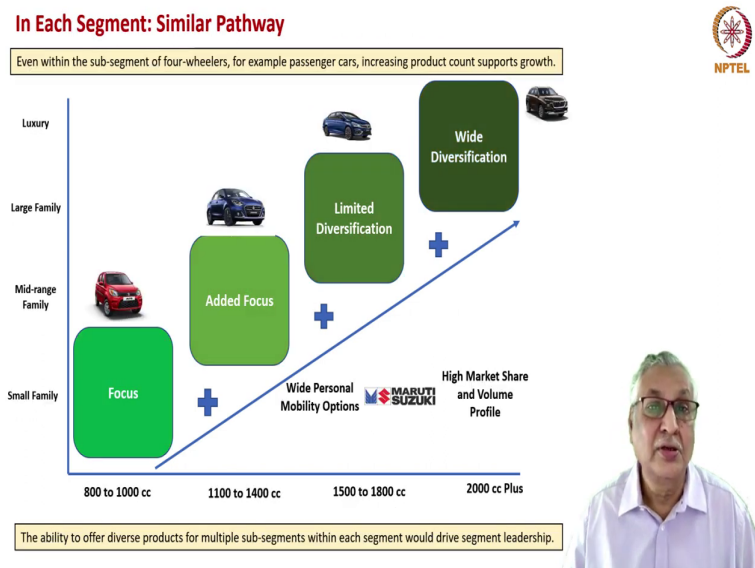 In Each Segment: Similar Pathway
NPTEL
Even within the sub-segment of four-wheelers, for example passenger cars, increasing product count supports growth.
Luxury
Large Family
Mid-range
Family
Small Family
Wide
Diversification
Limited
Diversification
Added Focus
Focus
Wide Personal
Mobility Options
MARUTI
SUZUKI
High Market Share
and Volume
Profile
800 to 1000 cc
1100 to 1400 cc
1500 to 1800 cc
2000 cc Plus
The ability to offer diverse products for multiple sub-segments within each segment would drive segment leadership.